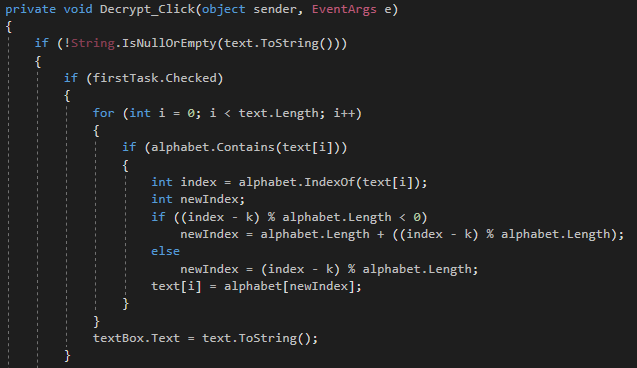 private void Decrypt_Click(object sender, EventArgs e)
{
if (!String.IsNullOrEmpty(text.ToString()))
{
if (firstTask.Checked)
{
for (int i = 0; i < text.Length; i++)
{
if (alphabet.Contains(text[i]))
{
int index = alphabet.IndexOf(text[i]);
int newIndex;
if ((index - k) % alphabet.Length < 0)
newIndex = alphabet.Length + ((index - k) % alphabet.Length);
else
newIndex = (index - k) % alphabet.Length;
text[i] = alphabet[newIndex];
}
}
textBox.Text = text.ToString();
}